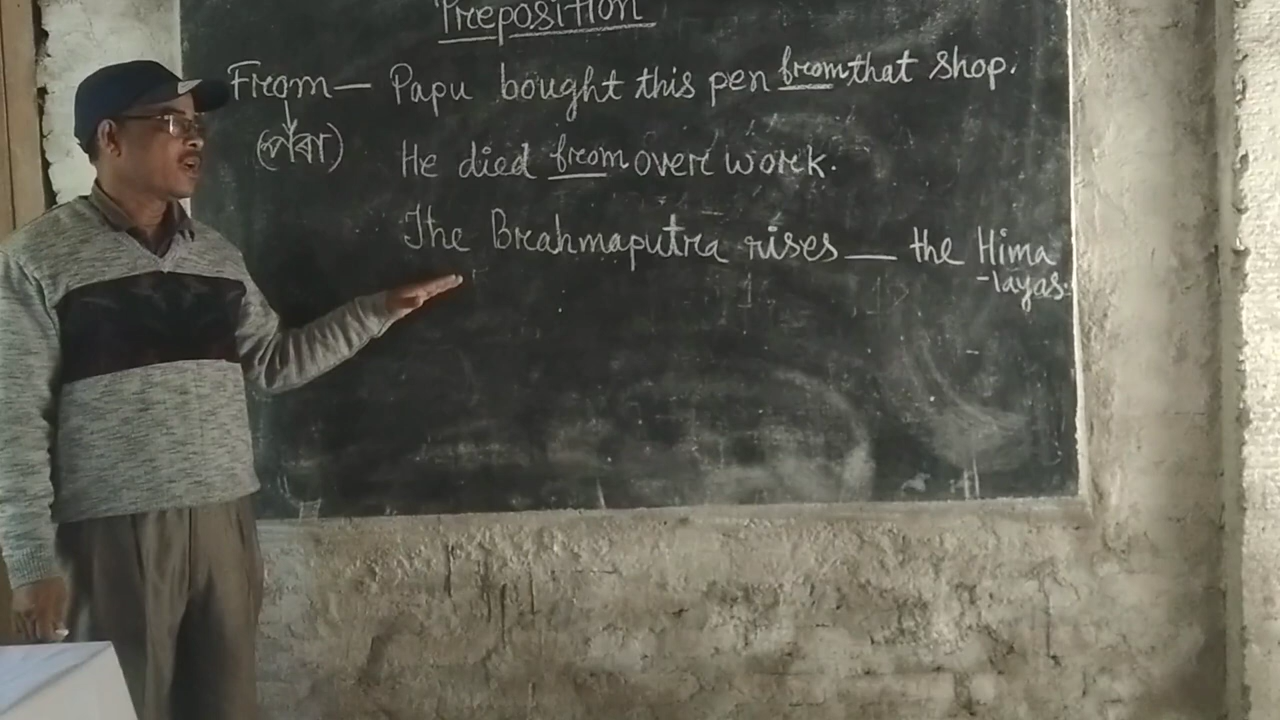 Preposition
From — Papu bought this pen from that shop.
(পৰা) He died from over work.
The Brahmaputra rises — the Hima
-layas.